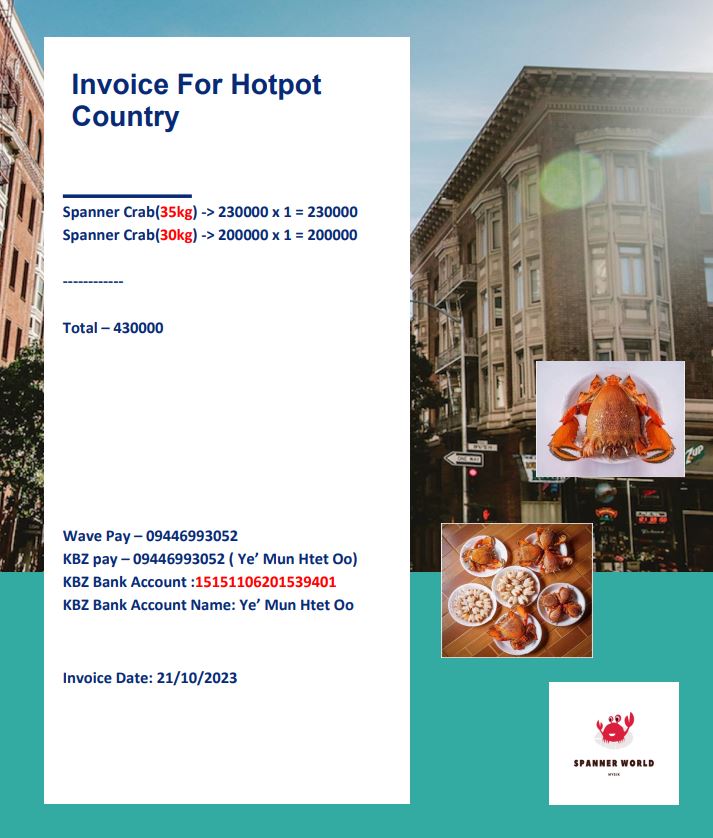 Invoice For Hotpot
Country
Spanner Crab(35kg) -> 230000 x 1 = 230000
Spanner Crab(30kg) -> 200000 x 1 = 200000
------------
Total – 430000
Wave Pay – 09446993052
KBZ pay – 09446993052 ( Ye’ Mun Htet Oo)
KBZ Bank Account :15151106201539401
KBZ Bank Account Name: Ye’ Mun Htet Oo
Invoice Date: 21/10/2023
ONE WAY
7up
SPANNER WORLD